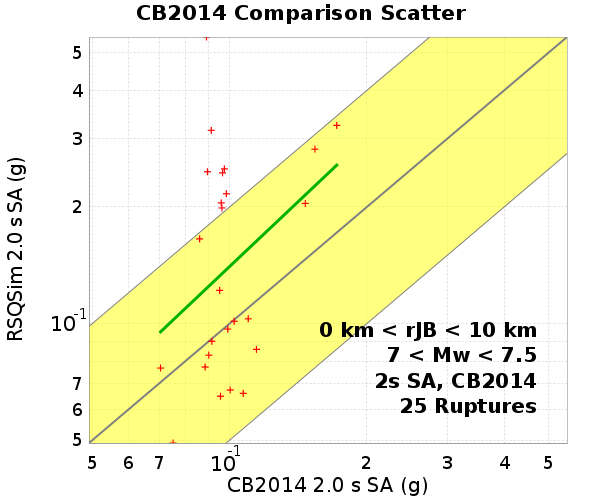 CB2014 Comparison Scatter
RSQSim 2.0 s SA (g)
5
4
3
2
10^-1
7
6
5
0 km < rJB < 10 km
7 < Mw < 7.5
2s SA, CB2014
25 Ruptures
5 6 7 10^-1 2 3 4 5
CB2014 2.0 s SA (g)